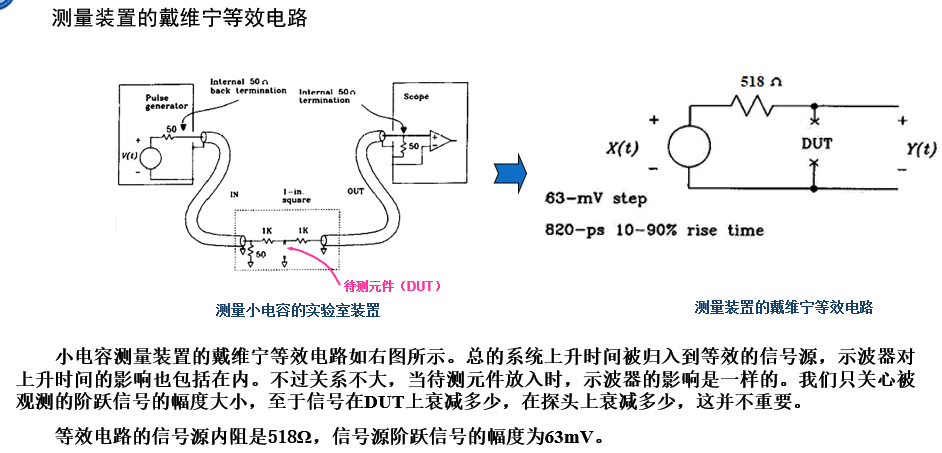 测量装置的戴维宁等效电路
Internal 50Ω
back termination
Internal 50Ω
termination
Pulse
generator
Scope
50
+
V(t)
-
+
-
50
IN
1-in.
square
OUT
1K
1K
50
待测元件（DUT）
测量小电容的实验室装置
518 Ω
+
X(t)
-
DUT
+
Y(t)
-
63-mV step
820-ps 10-90% rise time
测量装置的戴维宁等效电路
小电容测量装置的戴维宁等效电路如右图所示。总的系统上升时间被归入到等效的信号源，示波器对
上升时间的影响也包括在内。不过关系不大，当待测元件放入时，示波器的影响是一样的。我们只关心被
观测的阶跃信号的幅度大小，至于信号在DUT上衰减多少，在探头上衰减多少，这并不重要。
等效电路的信号源内阻是518Ω，信号源阶跃信号的幅度为63mV。